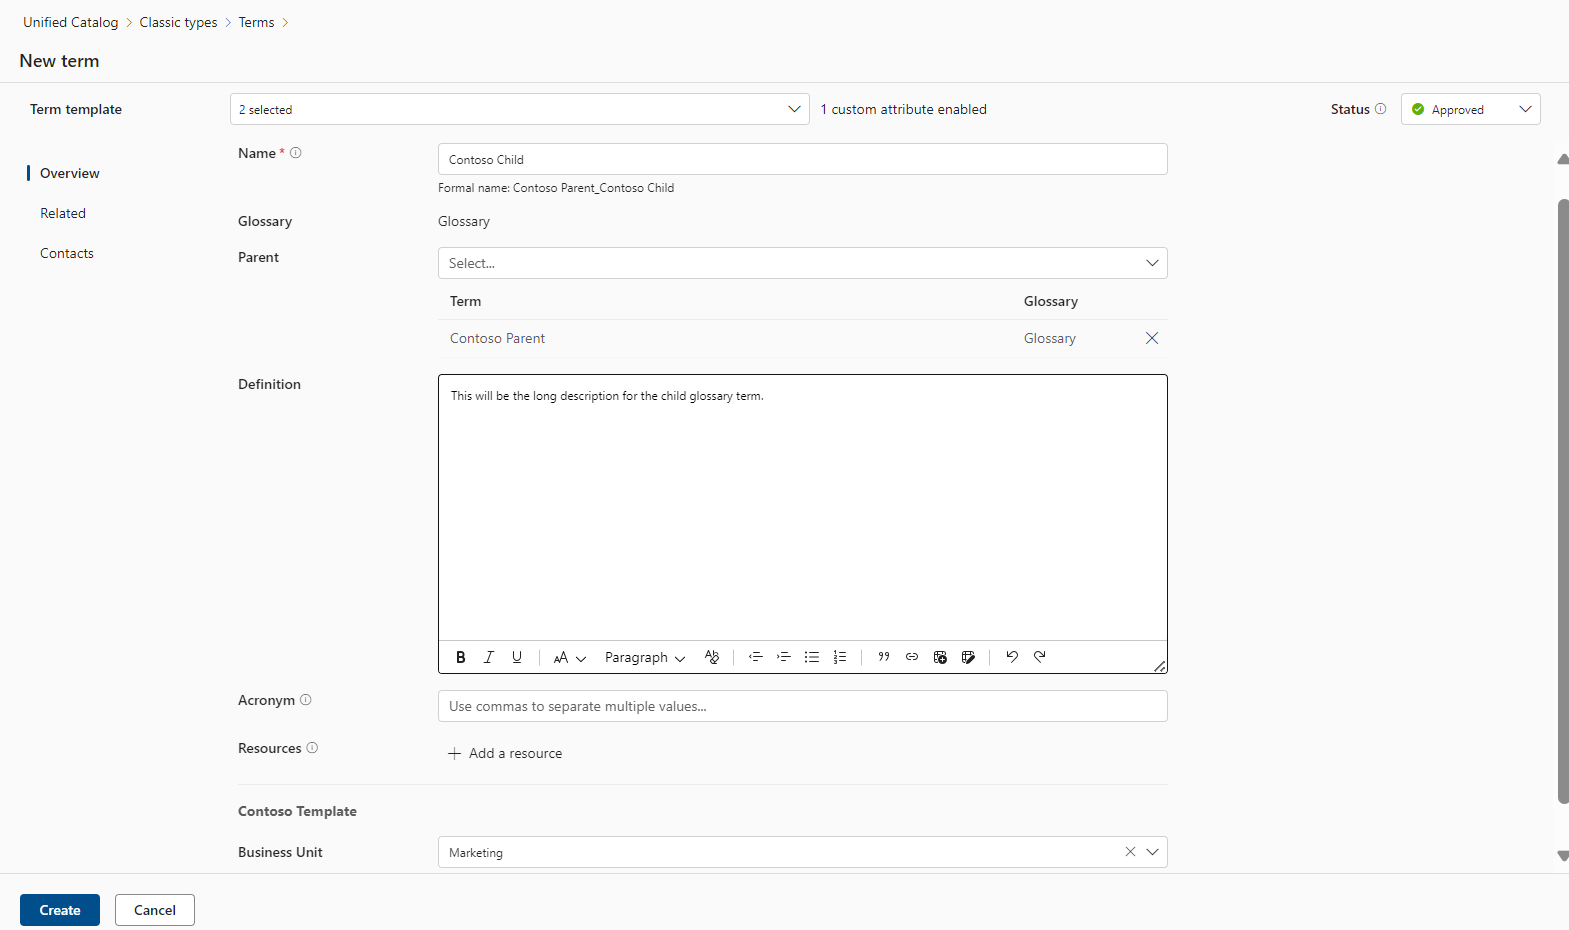 Unified Catalog > Classic types > Terms >
New term
Term template 2 selected 1 custom attribute enabled Status Approved
Overview
Related
Contacts
Name * Contoso Child
Formal name: Contoso Parent_Contoso Child
Glossary Glossary
Parent Select...
Term Glossary
Contoso Parent Glossary
Definition This will be the long description for the child glossary term.
B I U AA Paragraph
Acronym Use commas to separate multiple values...
Resources + Add a resource
Contoso Template
Business Unit Marketing
Create Cancel